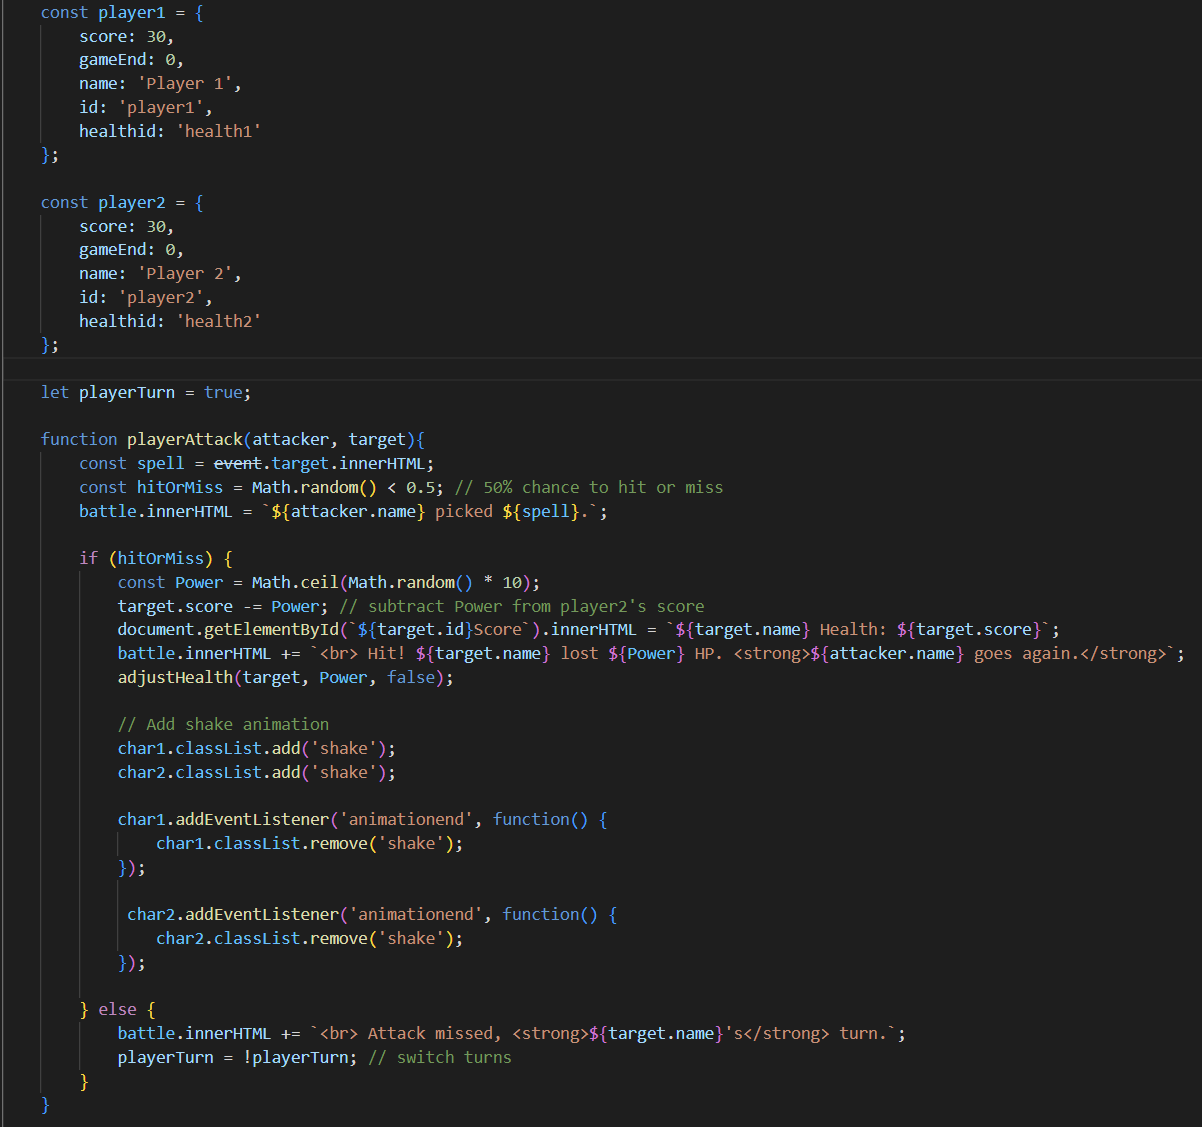 const player1 = {
    score: 30,
    gameEnd: 0,
    name: 'Player 1',
    id: 'player1',
    healthid: 'health1'
};
const player2 = {
    score: 30,
    gameEnd: 0,
    name: 'Player 2',
    id: 'player2',
    healthid: 'health2'
};
let playerTurn = true;
function playerAttack(attacker, target){
    const spell = event.target.innerHTML;
    const hitOrMiss = Math.random() < 0.5; // 50% chance to hit or miss
    battle.innerHTML = `${attacker.name} picked ${spell}.`;
    if (hitOrMiss) {
        const Power = Math.ceil(Math.random() * 10);
        target.score -= Power; // subtract Power from player2's score
        document.getElementById(`${target.id}Score`).innerHTML = `${target.name} Health: ${target.score}`;
        battle.innerHTML += `<br> Hit! ${target.name} lost ${Power} HP. <strong>${attacker.name} goes again.</strong>`;
        adjustHealth(target, Power, false);
        // Add shake animation
        char1.classList.add('shake');
        char2.classList.add('shake');
        char1.addEventListener('animationend', function() {
            char1.classList.remove('shake');
        });
         char2.addEventListener('animationend', function() {
            char2.classList.remove('shake');
        });
    } else {
        battle.innerHTML += `<br> Attack missed, <strong>${target.name}'s</strong> turn.`;
        playerTurn = !playerTurn; // switch turns
    }
}